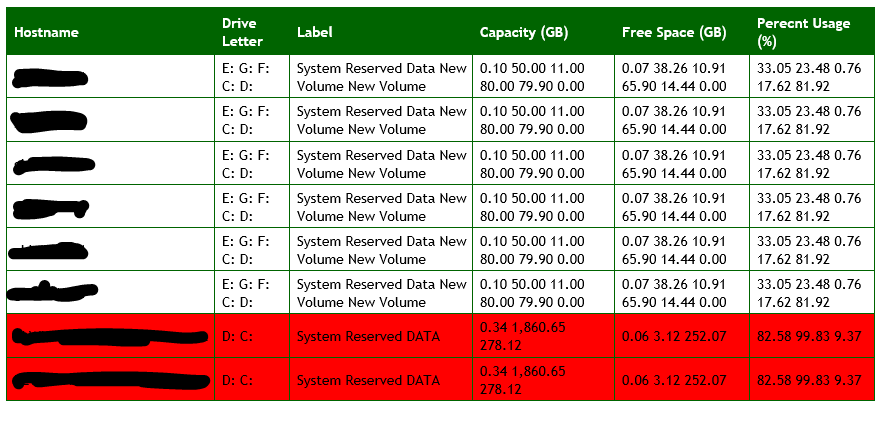 Hostname
Drive Letter
Label
Capacity (GB)
Free Space (GB)
Perecnt Usage (%)
E: G: F: System Reserved Data New 0.10 50.00 11.00 0.07 38.26 10.91 33.05 23.48 0.76
C: D: Volume New Volume 80.00 79.90 0.00 65.90 14.44 0.00 17.62 81.92
E: G: F: System Reserved Data New 0.10 50.00 11.00 0.07 38.26 10.91 33.05 23.48 0.76
C: D: Volume New Volume 80.00 79.90 0.00 65.90 14.44 0.00 17.62 81.92
E: G: F: System Reserved Data New 0.10 50.00 11.00 0.07 38.26 10.91 33.05 23.48 0.76
C: D: Volume New Volume 80.00 79.90 0.00 65.90 14.44 0.00 17.62 81.92
E: G: F: System Reserved Data New 0.10 50.00 11.00 0.07 38.26 10.91 33.05 23.48 0.76
C: D: Volume New Volume 80.00 79.90 0.00 65.90 14.44 0.00 17.62 81.92
E: G: F: System Reserved Data New 0.10 50.00 11.00 0.07 38.26 10.91 33.05 23.48 0.76
C: D: Volume New Volume 80.00 79.90 0.00 65.90 14.44 0.00 17.62 81.92
E: G: F: System Reserved Data New 0.10 50.00 11.00 0.07 38.26 10.91 33.05 23.48 0.76
C: D: Volume New Volume 80.00 79.90 0.00 65.90 14.44 0.00 17.62 81.92
D: C: System Reserved DATA 0.34 1,860.65 0.06 3.12 252.07 82.58 99.83 9.37
278.12
D: C: System Reserved DATA 0.34 1,860.65 0.06 3.12 252.07 82.58 99.83 9.37
278.12